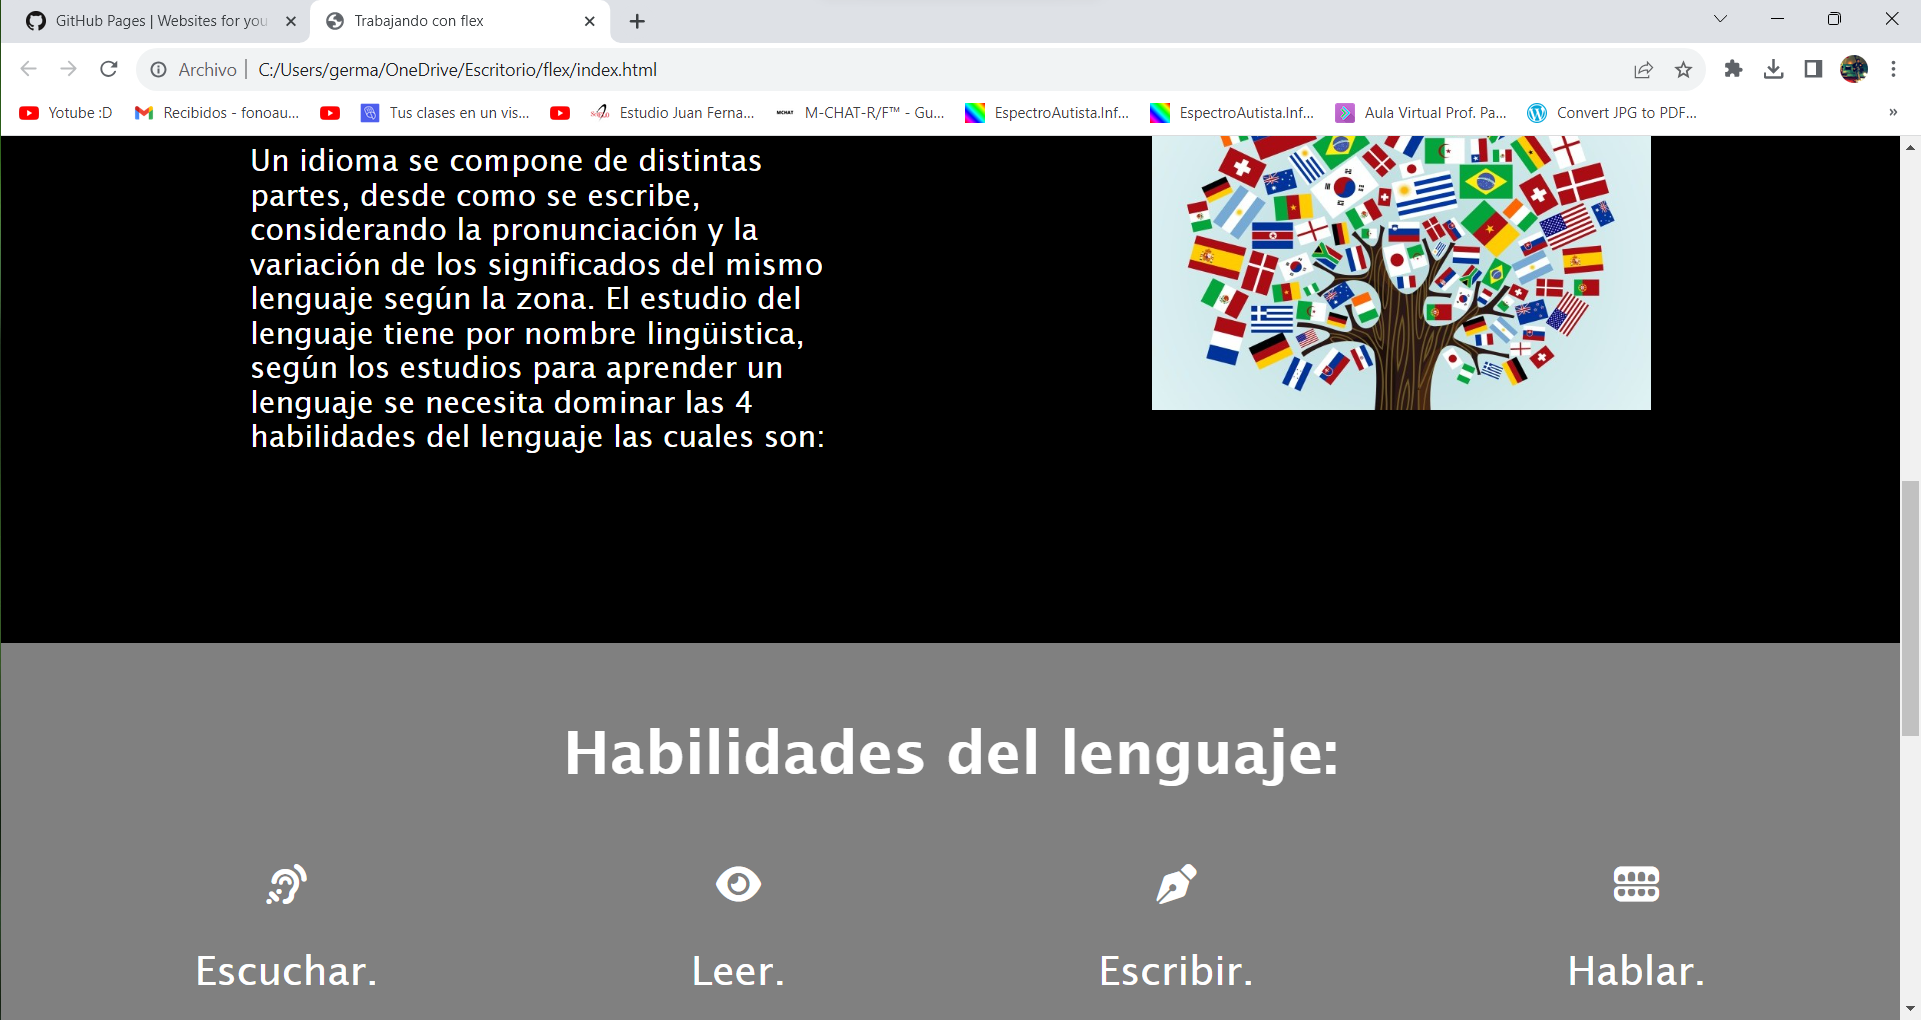 GitHub Pages | Websites for you
Trabajando con flex
Archivo
C:/Users/germa/OneDrive/Escritorio/flex/index.html
Yotube :D
Recibidos - fonoau...
Tus clases en un vis...
Estudio Juan Ferna...
MCHAT
M-CHAT-R/F™ - Gu...
EspectroAutista.Inf...
EspectroAutista.Inf...
Aula Virtual Prof. Pa...
Convert JPG to PDF...
»
Un idioma se compone de distintas
partes, desde como se escribe,
considerando la pronunciación y la
variación de los significados del mismo
lenguaje según la zona. El estudio del
lenguaje tiene por nombre lingüistica,
según los estudios para aprender un
lenguaje se necesita dominar las 4
habilidades del lenguaje las cuales son:
Habilidades del lenguaje:
Escuchar.
Leer.
Escribir.
Hablar.